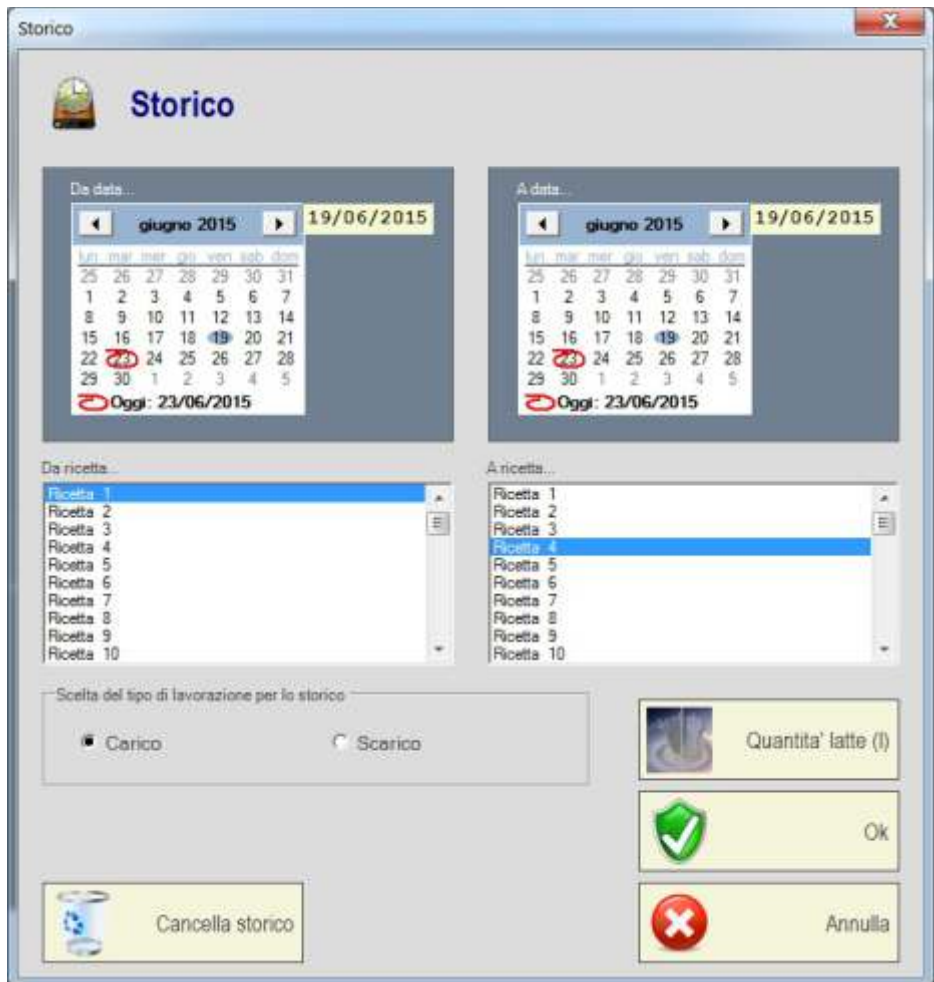 Storico
Storico
Da data...
giugno 2015
19/06/2015
lun mar mer gio ven sab dom
25 26 27 28 29 30 31
1 2 3 4 5 6 7
8 9 10 11 12 13 14
15 16 17 18 19 20 21
22 23 24 25 26 27 28
29 30 1 2 3 4 5
Oggi: 23/06/2015
A data...
giugno 2015
19/06/2015
lun mar mer gio ven sab dom
25 26 27 28 29 30 31
1 2 3 4 5 6 7
8 9 10 11 12 13 14
15 16 17 18 19 20 21
22 23 24 25 26 27 28
29 30 1 2 3 4 5
Oggi: 23/06/2015
Da ricetta...
Ricetta 1
Ricetta 2
Ricetta 3
Ricetta 4
Ricetta 5
Ricetta 6
Ricetta 7
Ricetta 8
Ricetta 9
Ricetta 10
A ricetta...
Ricetta 1
Ricetta 2
Ricetta 3
Ricetta 4
Ricetta 5
Ricetta 6
Ricetta 7
Ricetta 8
Ricetta 9
Ricetta 10
Scelta del tipo di lavorazione per lo storico
Carico
Scarico
Quantita' latte (l)
Ok
Cancella storico
Annulla